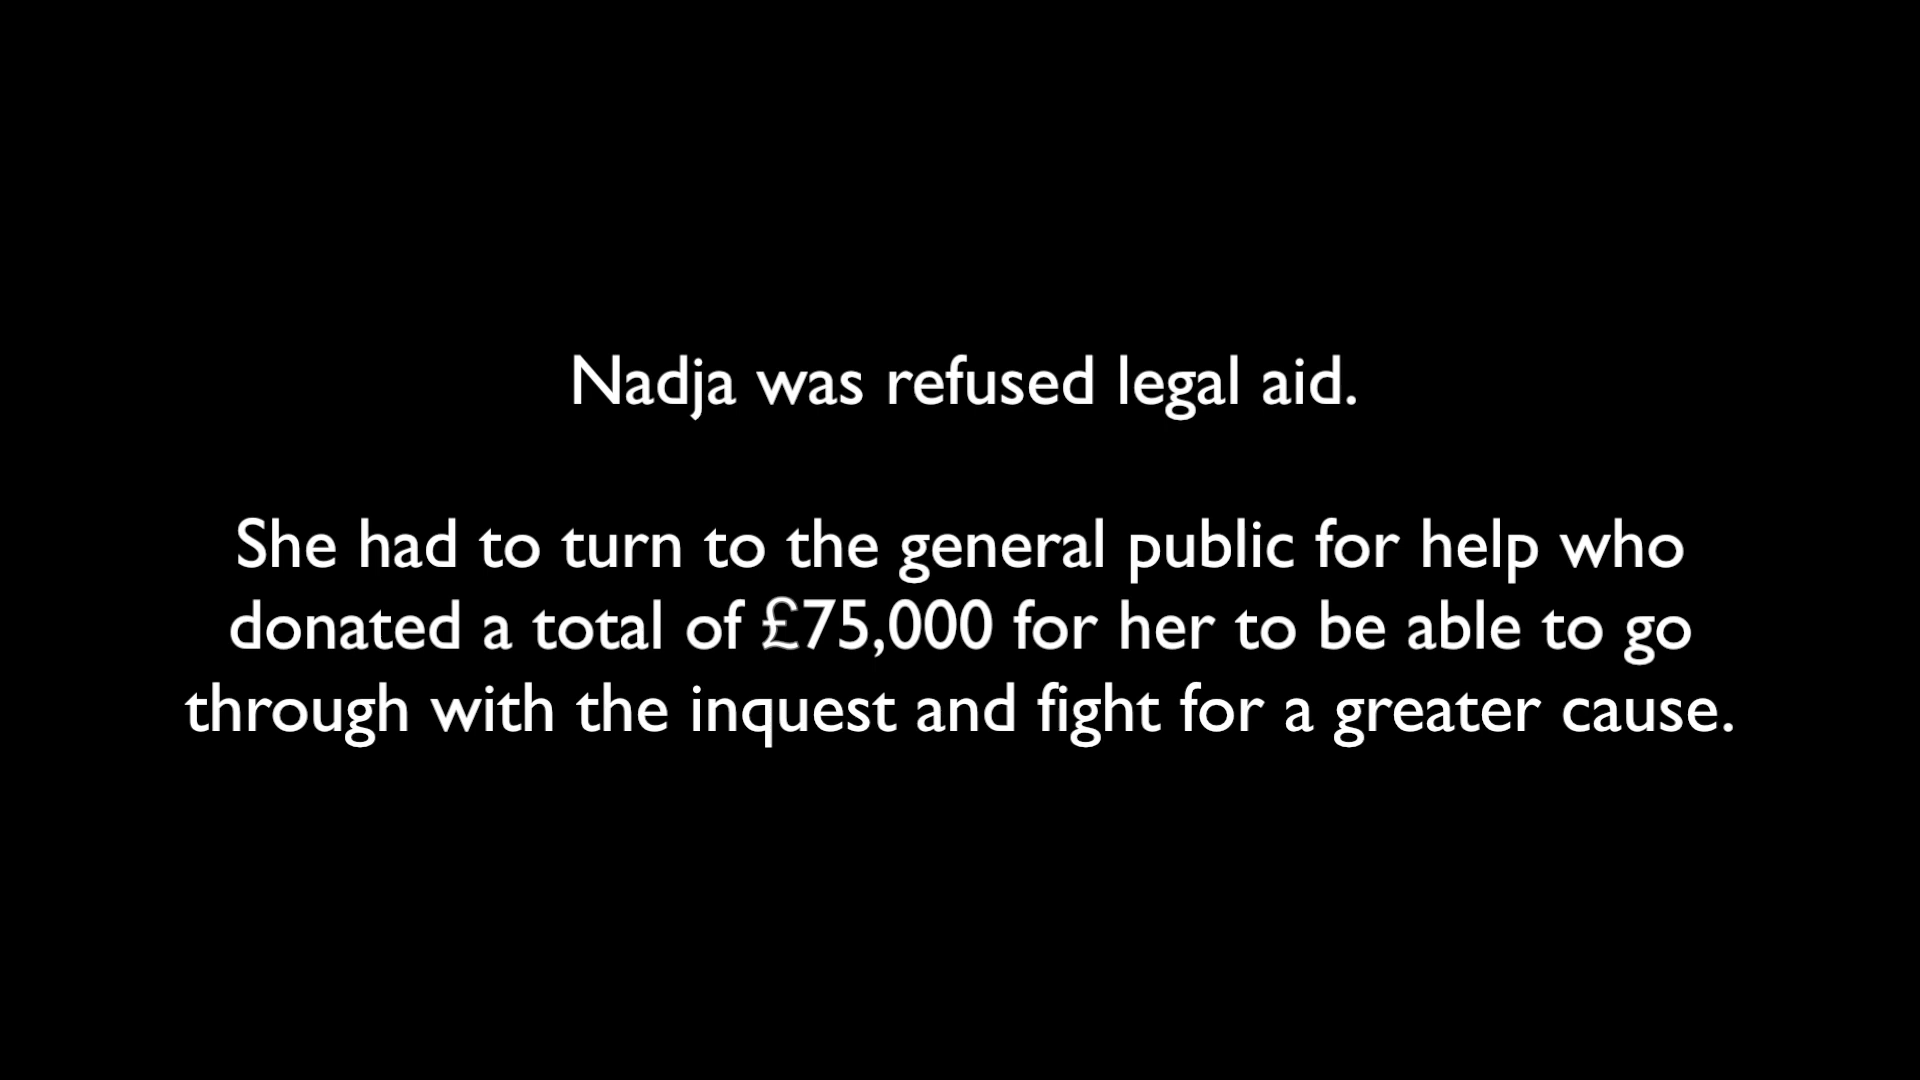 Nadja was refused legal aid.
She had to turn to the general public for help who
donated a total of £75,000 for her to be able to go
through with the inquest and fight for a greater cause.